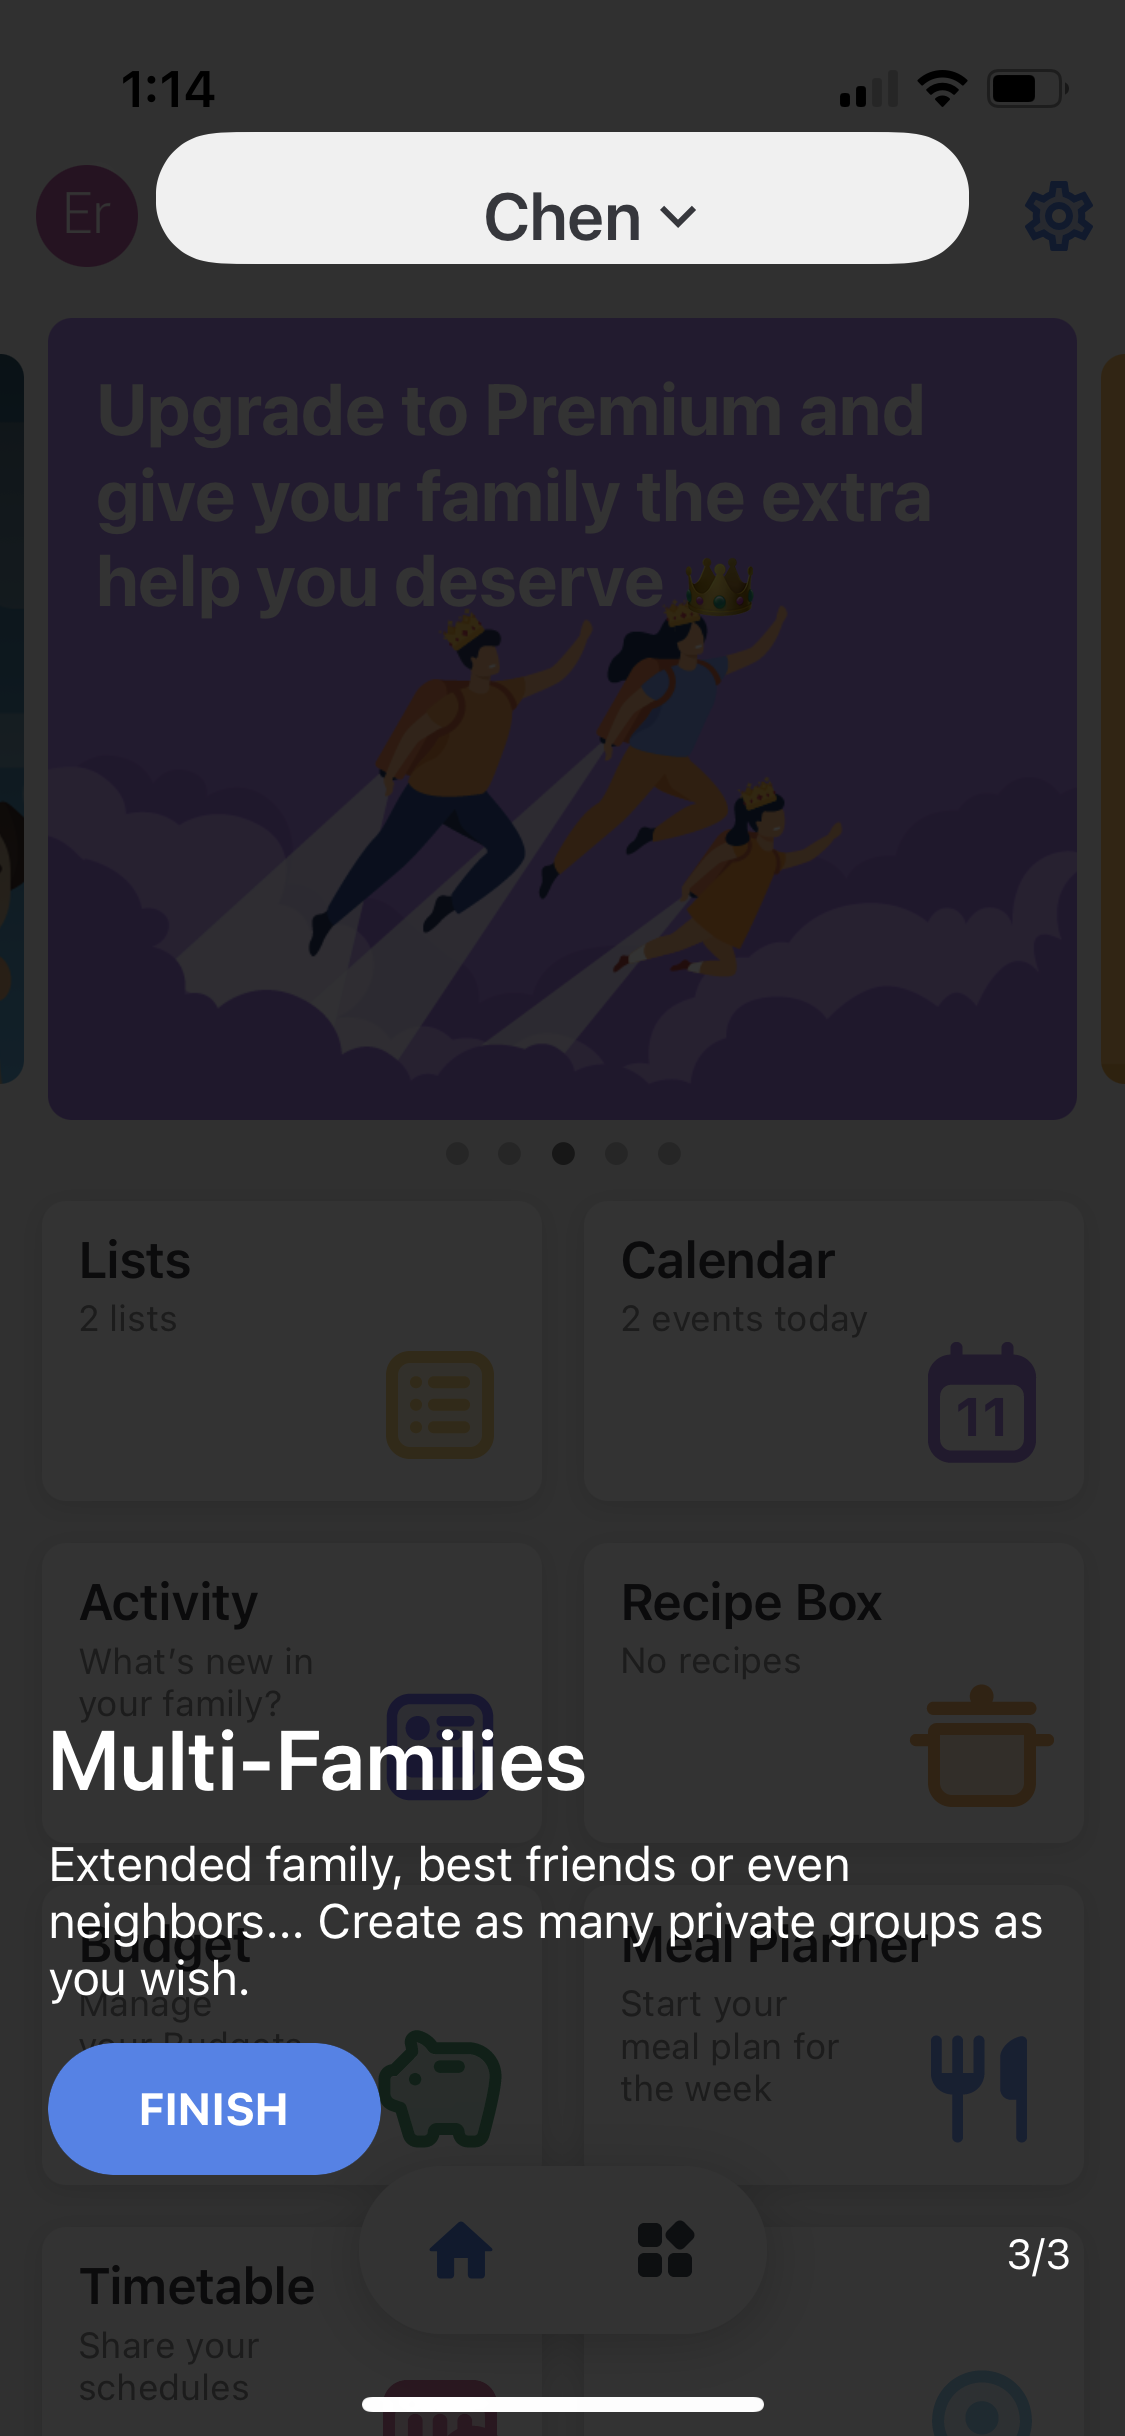 1:14
Er
Chen
Upgrade to Premium and
give your family the extra
help you deserve
Lists
2 lists
Calendar
2 events today
11
Activity
What's new in
your family?
Recipe Box
No recipes
Multi-Families
Extended family, best friends or even
neighbors... Create as many private groups as
you wish.
Budget
Manage
your Budgets
Meal Planner
Start your
meal plan for
the week
FINISH
3/3
Timetable
Share your
schedules